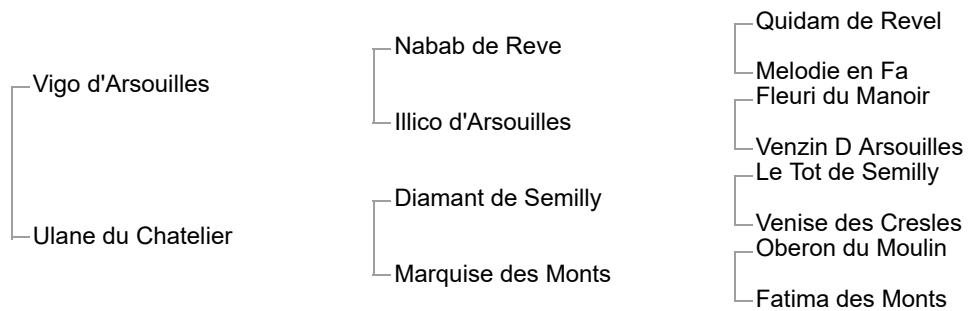 Quidam de Revel
Nabab de Reve
Melodie en Fa
Vigo d'Arsouilles
Fleuri du Manoir
Illico d'Arsouilles
Venzin D Arsouilles
Le Tot de Semilly
Diamant de Semilly
Venise des Cresles
Ulane du Chatelier
Oberon du Moulin
Marquise des Monts
Fatima des Monts